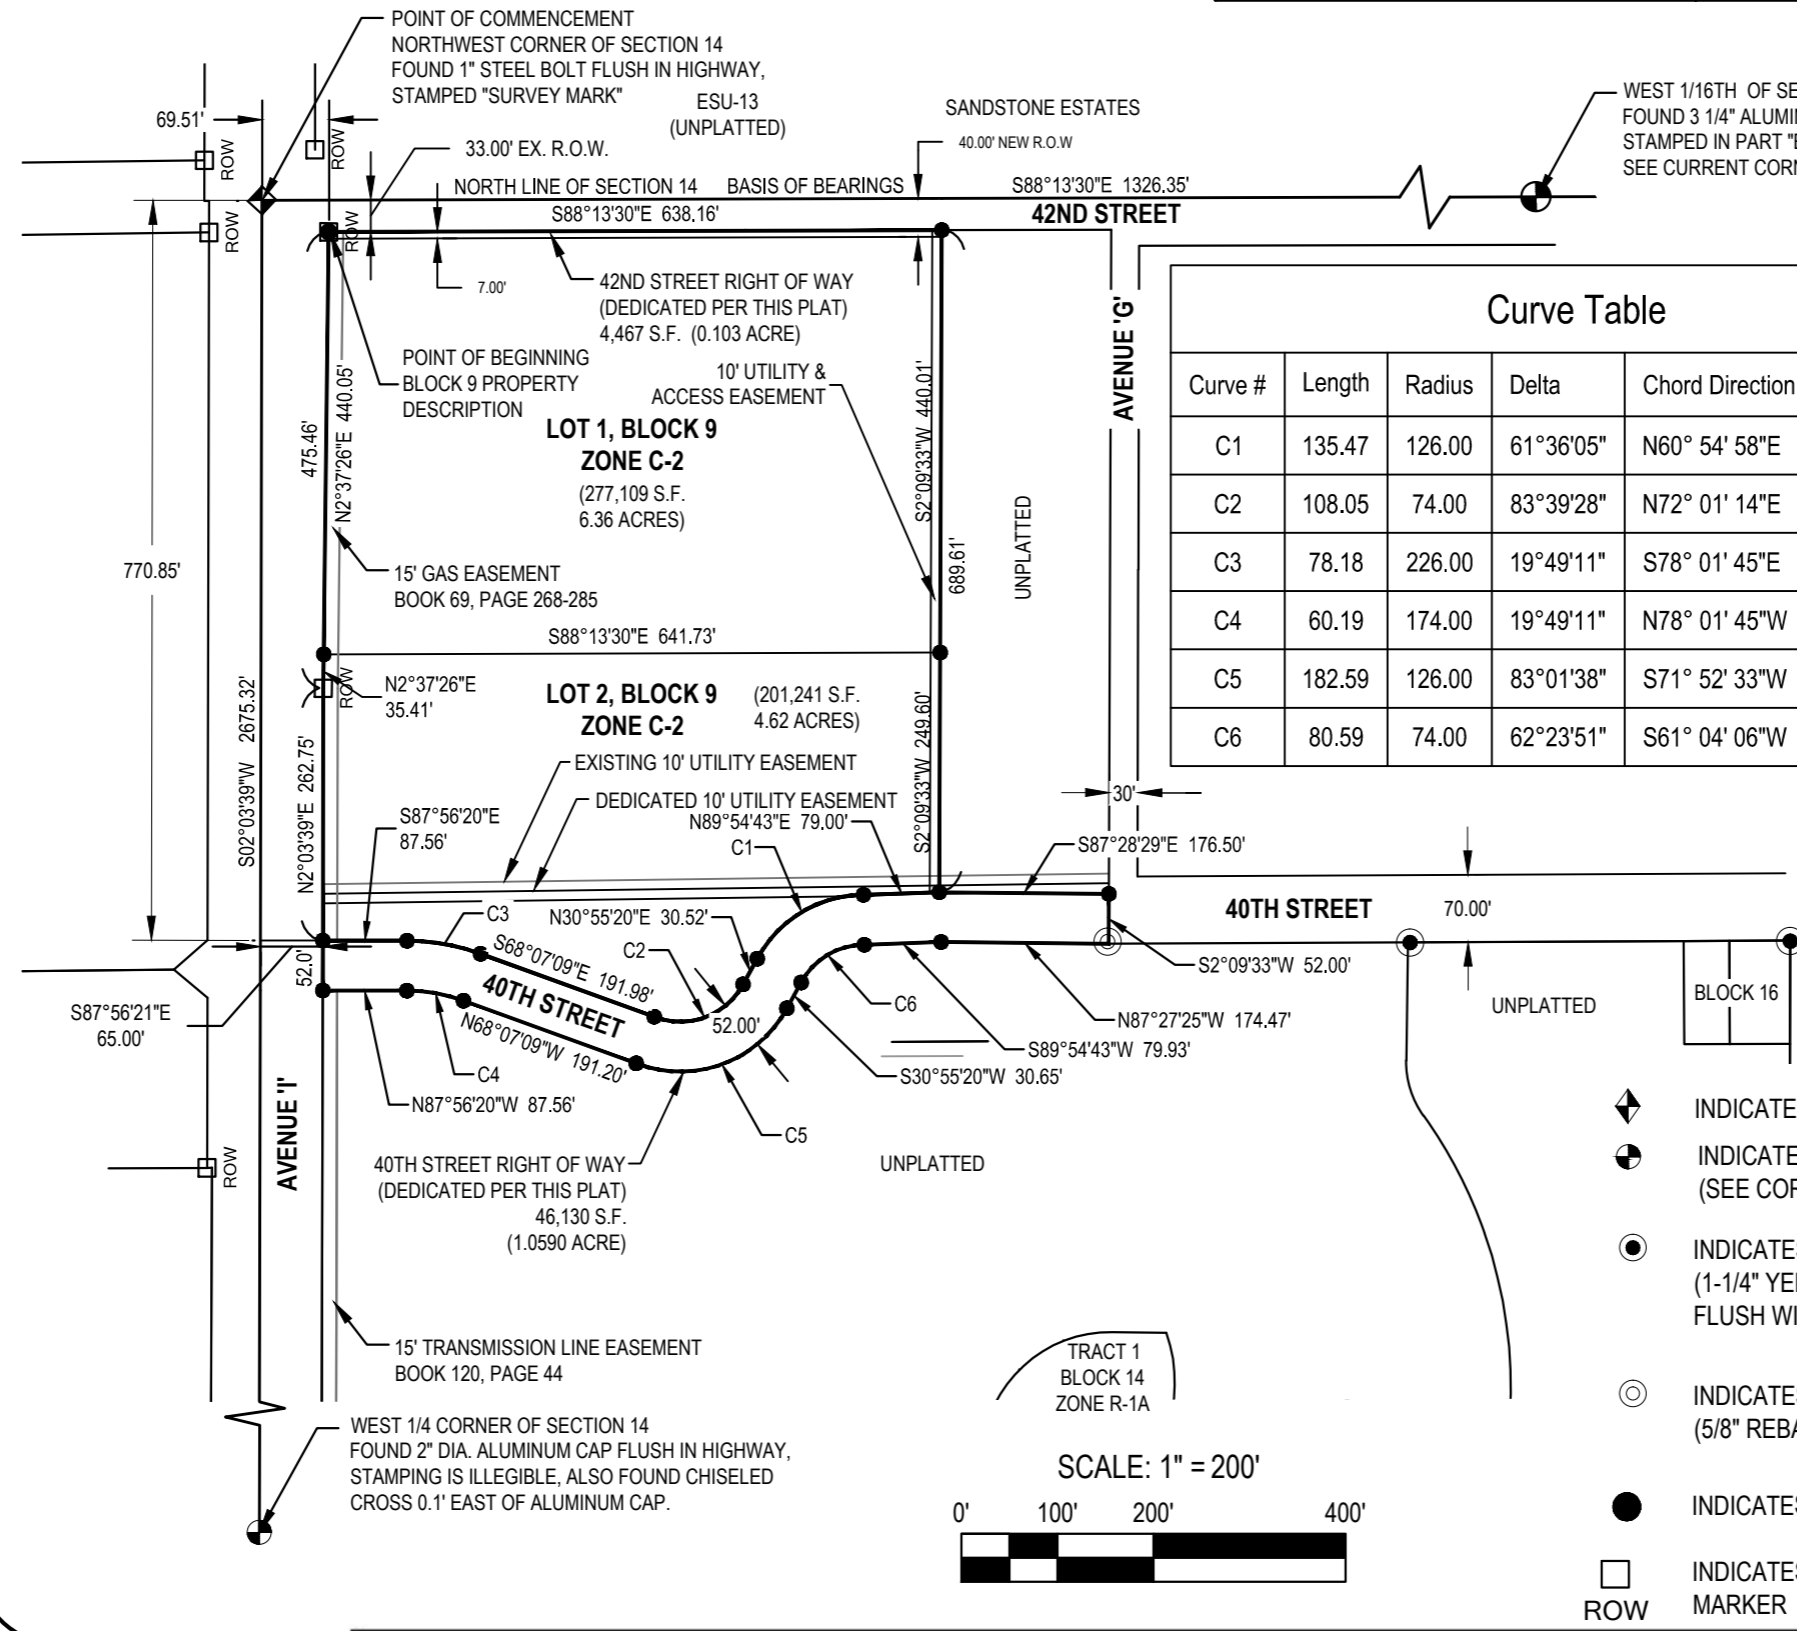 POINT OF COMMENCEMENT
NORTHWEST CORNER OF SECTION 14
FOUND 1" STEEL BOLT FLUSH IN HIGHWAY,
STAMPED "SURVEY MARK"
ESU-13
(UNPLATTED)
SANDSTONE ESTATES
40.00' NEW R.O.W
WEST 1/16TH OF SE
FOUND 3 1/4" ALUMI
STAMPED IN PART "
SEE CURRENT COR
69.51'
ROW
ROW
33.00' EX. R.O.W.
NORTH LINE OF SECTION 14
BASIS OF BEARINGS
S88°13'30"E 1326.35'
S88°13'30"E 638.16'
42ND STREET
ROW
ROW
7.00'
42ND STREET RIGHT OF WAY
(DEDICATED PER THIS PLAT)
4,467 S.F. (0.103 ACRE)
POINT OF BEGINNING
BLOCK 9 PROPERTY
DESCRIPTION
10' UTILITY &
ACCESS EASEMENT
S2°09'33"W 440.01'
AVENUE 'G'
475.46'
N2°37'26"E 440.05'
LOT 1, BLOCK 9
ZONE C-2
(277,109 S.F.
6.36 ACRES)
770.85'
15' GAS EASEMENT
BOOK 69, PAGE 268-285
689.61'
UNPLATTED
S88°13'30"E 641.73'
Curve Table
Curve # Length Radius Delta Chord Direction
C1 135.47 126.00 61°36'05" N60° 54' 58"E
C2 108.05 74.00 83°39'28" N72° 01' 14"E
C3 78.18 226.00 19°49'11" S78° 01' 45"E
C4 60.19 174.00 19°49'11" N78° 01' 45"W
C5 182.59 126.00 83°01'38" S71° 52' 33"W
C6 80.59 74.00 62°23'51" S61° 04' 06"W
ROW
N2°37'26"E
35.41'
LOT 2, BLOCK 9
ZONE C-2
(201,241 S.F.
4.62 ACRES)
S02°03'39"W 2675.32'
N2°03'39"E 262.75'
S2°09'33"W 249.60'
EXISTING 10' UTILITY EASEMENT
DEDICATED 10' UTILITY EASEMENT
S87°56'20"E
87.56'
N89°54'43"E 79.00'
C1
30'
S87°28'29"E 176.50'
C3
N30°55'20"E 30.52'
C2
S68°07'09"E 191.98'
40TH STREET
N68°07'09"W 191.20'
52.00'
52.0'
S87°56'21"E
65.00'
40TH STREET
70.00'
S2°09'33"W 52.00'
UNPLATTED
BLOCK 16
C6
N87°27'25"W 174.47'
S89°54'43"W 79.93'
S30°55'20"W 30.65'
C4
N87°56'20"W 87.56'
C5
AVENUE 'I'
ROW
40TH STREET RIGHT OF WAY
(DEDICATED PER THIS PLAT)
46,130 S.F.
(1.0590 ACRE)
UNPLATTED
15' TRANSMISSION LINE EASEMENT
BOOK 120, PAGE 44
TRACT 1
BLOCK 14
ZONE R-1A
WEST 1/4 CORNER OF SECTION 14
FOUND 2" DIA. ALUMINUM CAP FLUSH IN HIGHWAY,
STAMPING IS ILLEGIBLE, ALSO FOUND CHISELED
CROSS 0.1' EAST OF ALUMINUM CAP.
SCALE: 1" = 200'
0' 100' 200' 400'
INDICATE
INDICATE
(SEE COR
INDICATES
(1-1/4" YE
FLUSH WI
INDICATES
(5/8" REBA
INDICATES
ROW
INDICATES
MARKER